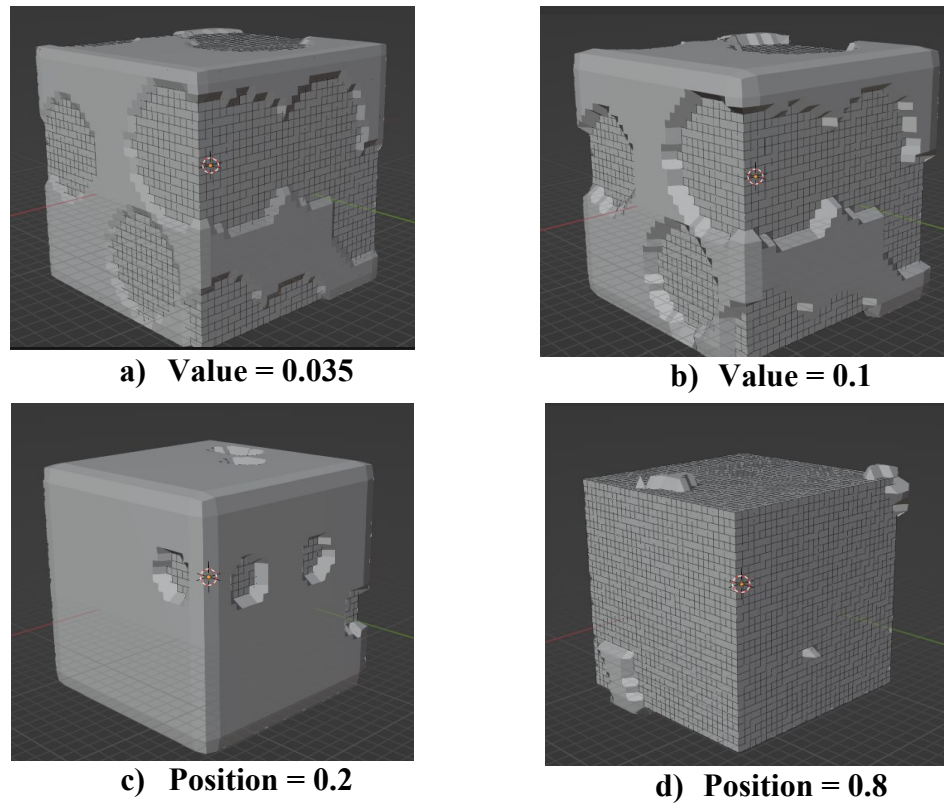 a) Value = 0.035
b) Value = 0.1
c) Position = 0.2
d) Position = 0.8